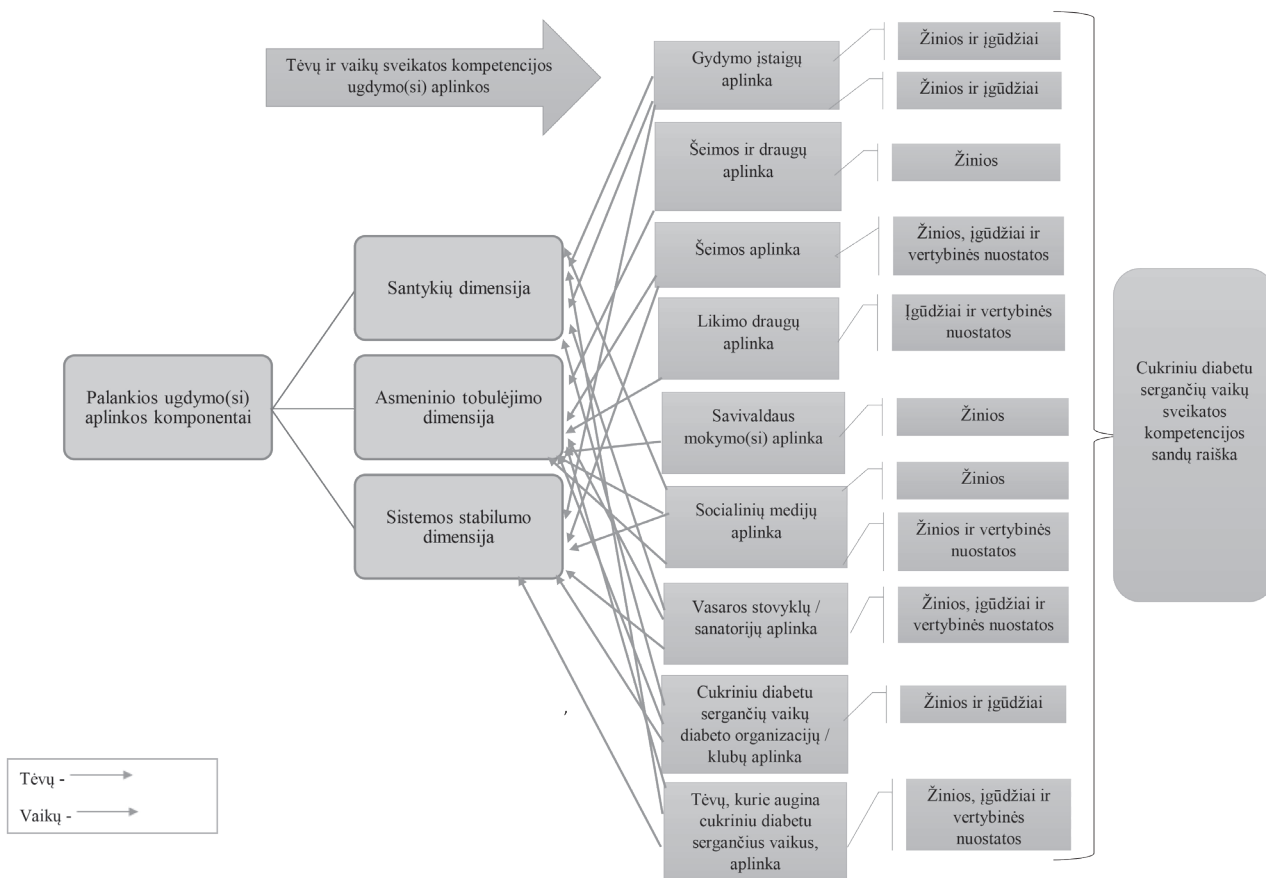 Tėvų ir vaikų sveikatos kompetencijos
ugdymo(si) aplinkos
Palankios ugdymo(si)
aplinkos komponentai
Santykių dimensija
Asmeninio tobulėjimo
dimensija
Sistemos stabilumo
dimensija
Gydymo įstaigų
aplinka
Žinios ir įgūdžiai
Žinios ir įgūdžiai
Šeimos ir draugų
aplinka
Žinios
Šeimos aplinka
Žinios, įgūdžiai ir
vertybinės nuostatos
Likimo draugų
aplinka
Įgūdžiai ir vertybinės
nuostatos
Savivaldaus
mokymo(si) aplinka
Žinios
Socialinių medijų
aplinka
Žinios
Žinios ir vertybinės
nuostatos
Vasaros stovyklų /
sanatorijų aplinka
Žinios, įgūdžiai ir
vertybinės nuostatos
Cukriniu diabetu
sergančių vaikų
diabeto organizacijų /
klubų aplinka
Žinios ir įgūdžiai
Tėvų, kurie augina
cukriniu diabetu
sergančius vaikus,
aplinka
Žinios, įgūdžiai ir
vertybinės
nuostatos
Cukriniu diabetu
sergančių vaikų
sveikatos
kompetencijos
sandų raiška
,
Tėvų -
Vaikų -